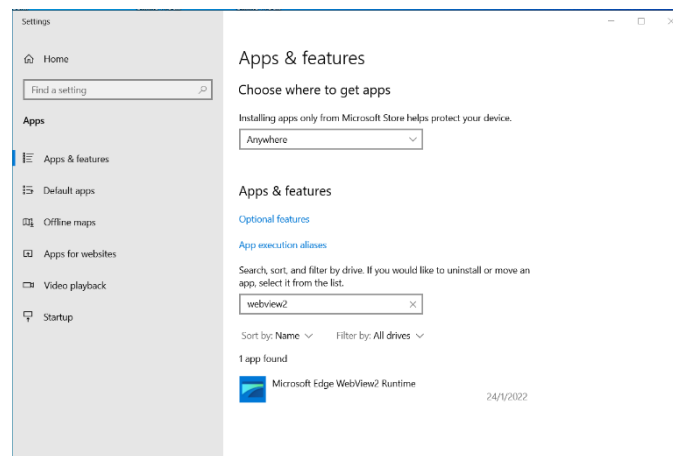 Settings
Home
Find a setting
Apps
Apps & features
Default apps
Offline maps
Apps for websites
Video playback
Startup
Apps & features
Choose where to get apps
Installing apps only from Microsoft Store helps protect your device.
Anywhere
Apps & features
Optional features
App execution aliases
Search, sort, and filter by drive. If you would like to uninstall or move an
app, select it from the list.
webview2
Sort by: Name Filter by: All drives
1 app found
Microsoft Edge WebView2 Runtime
24/1/2022